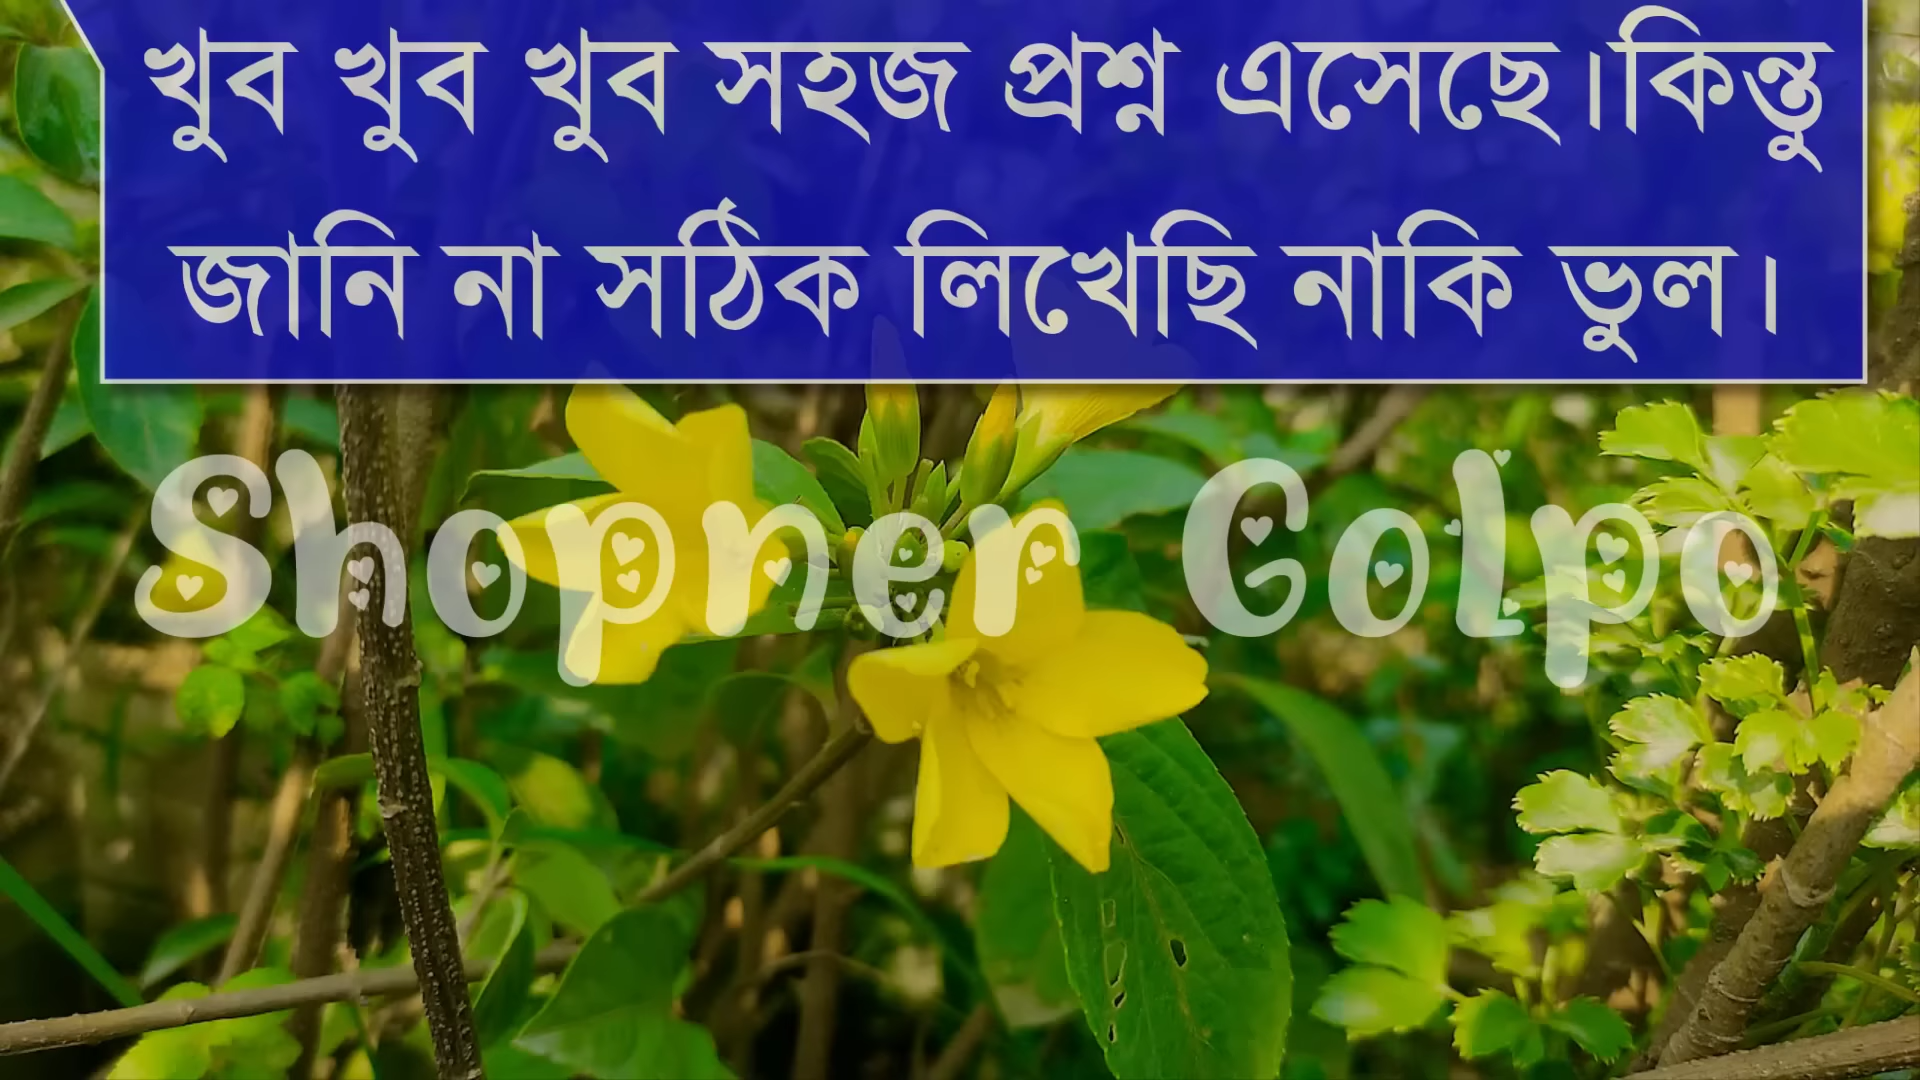 খুব খুব খুব সহজ প্রশ্ন এসেছে।কিন্তু
জানি না সঠিক লিখেছি নাকি ভুল।
Shopner Golpo